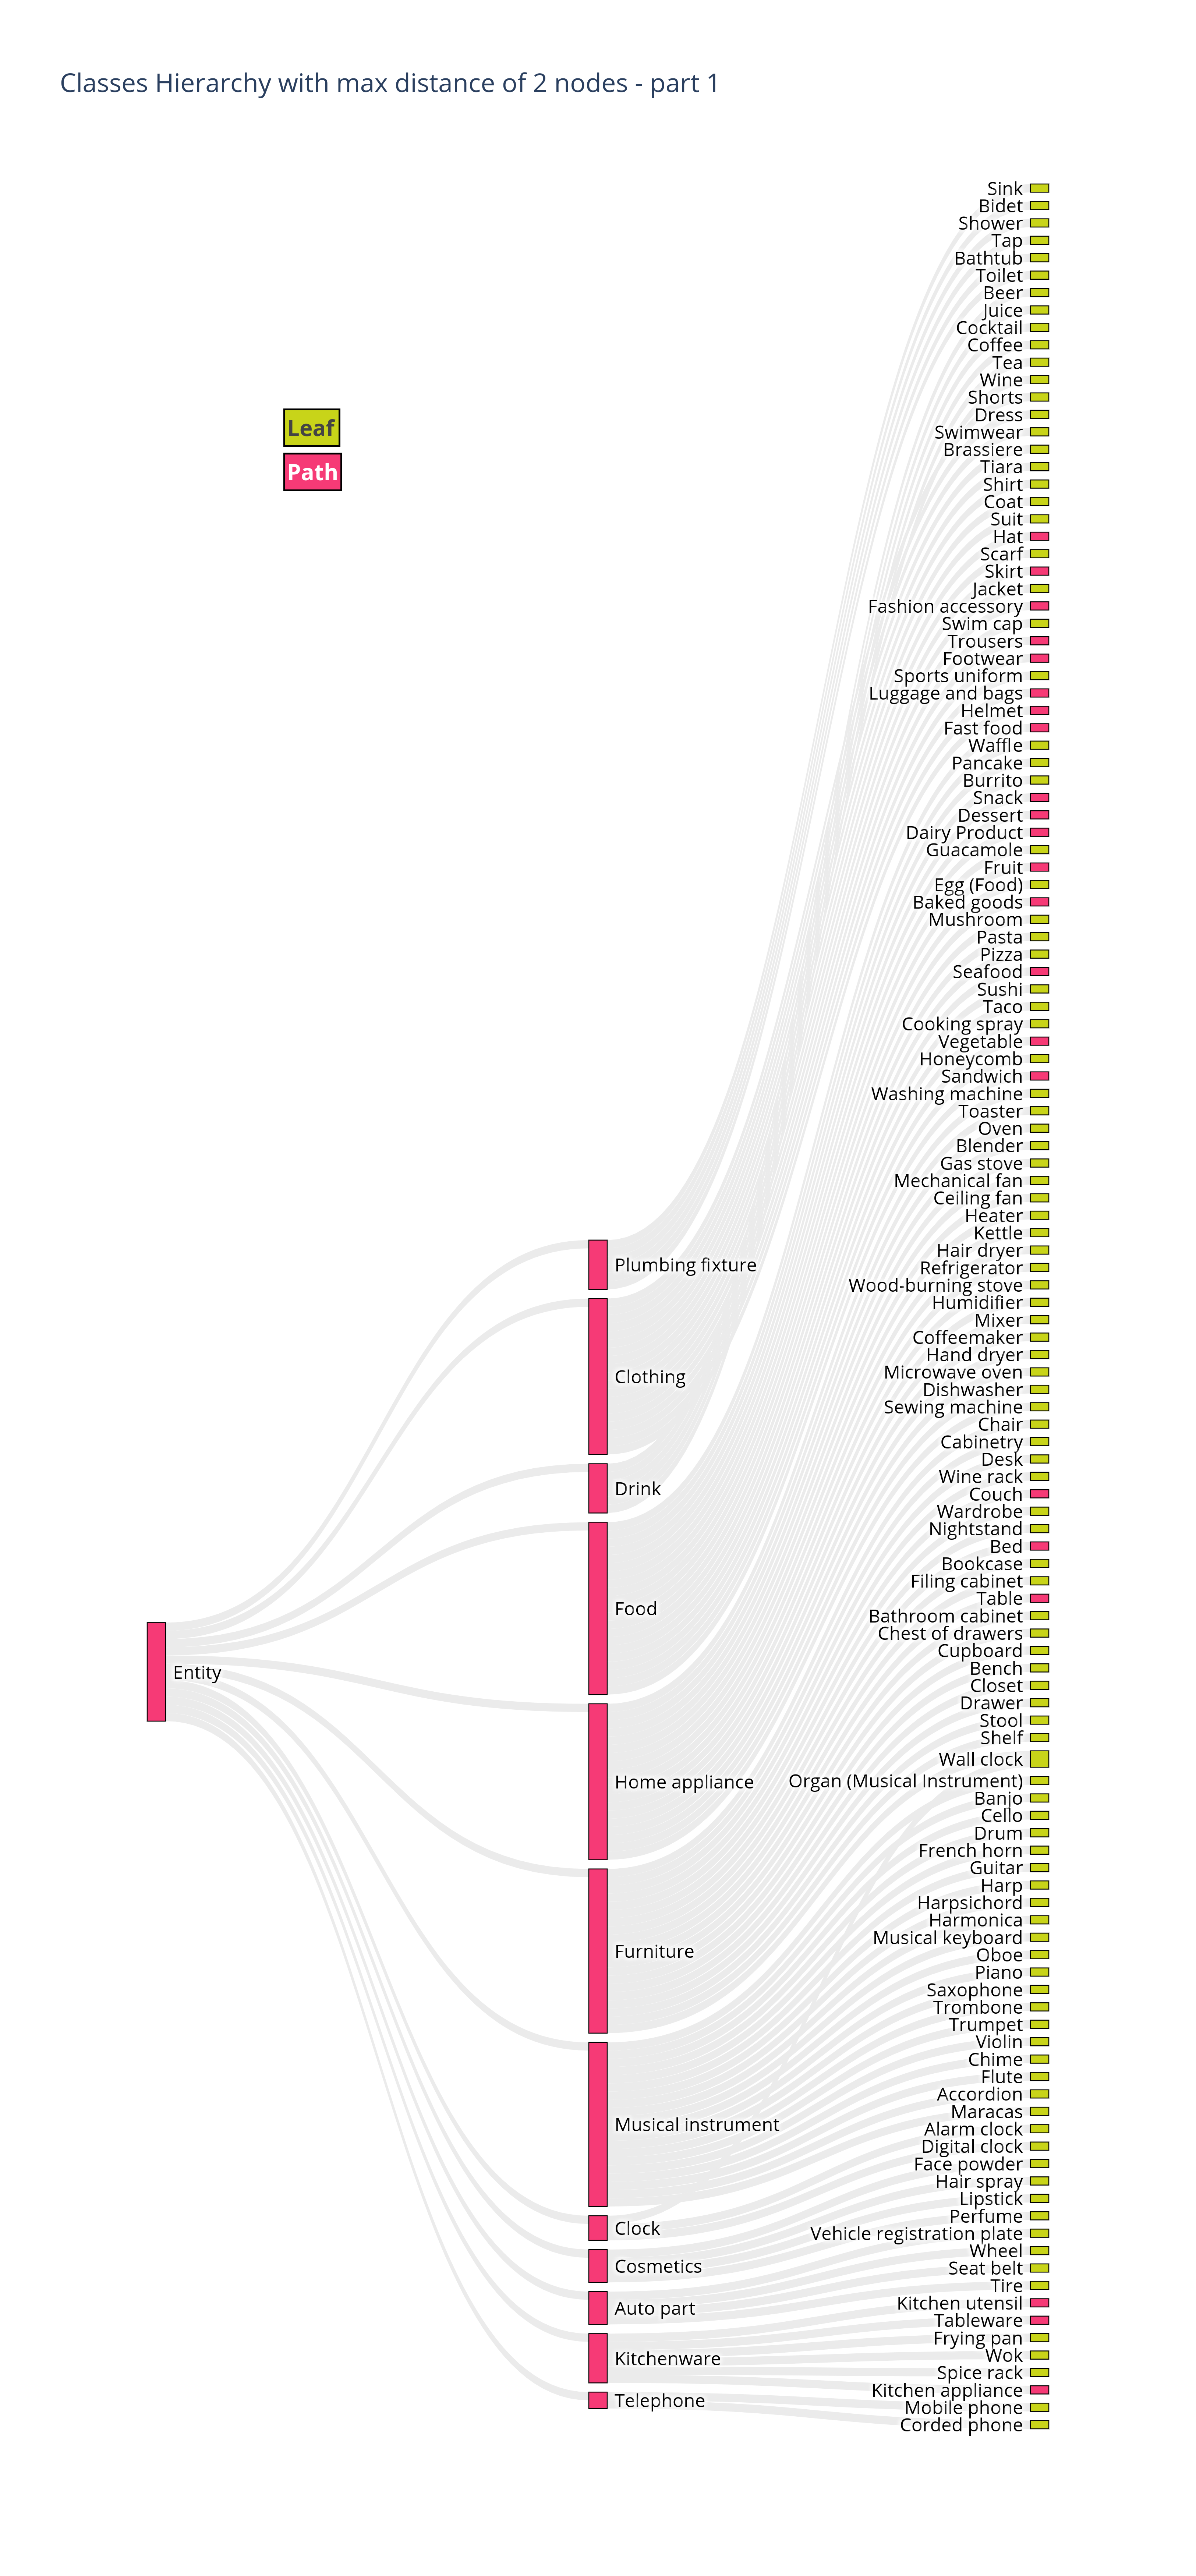 Classes Hierarchy with max distance of 2 nodes - part 1
Leaf
Path
Sink
Bidet
Shower
Tap
Bathtub
Toilet
Beer
Juice
Cocktail
Coffee
Tea
Wine
Shorts
Dress
Swimwear
Brassiere
Tiara
Shirt
Coat
Suit
Hat
Scarf
Skirt
Jacket
Fashion accessory
Swim cap
Trousers
Footwear
Sports uniform
Luggage and bags
Helmet
Fast food
Waffle
Pancake
Burrito
Snack
Dessert
Dairy Product
Guacamole
Fruit
Egg (Food)
Baked goods
Mushroom
Pasta
Pizza
Seafood
Sushi
Taco
Cooking spray
Vegetable
Honeycomb
Sandwich
Washing machine
Toaster
Oven
Blender
Gas stove
Mechanical fan
Ceiling fan
Heater
Kettle
Hair dryer
Refrigerator
Wood-burning stove
Humidifier
Mixer
Coffeemaker
Hand dryer
Microwave oven
Dishwasher
Sewing machine
Chair
Cabinetry
Desk
Wine rack
Couch
Wardrobe
Nightstand
Bed
Bookcase
Filing cabinet
Table
Bathroom cabinet
Chest of drawers
Cupboard
Bench
Closet
Drawer
Stool
Shelf
Wall clock
Organ (Musical Instrument)
Banjo
Cello
Drum
French horn
Guitar
Harp
Harpsichord
Harmonica
Musical keyboard
Oboe
Piano
Saxophone
Trombone
Trumpet
Violin
Chime
Flute
Accordion
Maracas
Alarm clock
Digital clock
Face powder
Hair spray
Lipstick
Perfume
Vehicle registration plate
Wheel
Seat belt
Tire
Kitchen utensil
Tableware
Frying pan
Wok
Spice rack
Kitchen appliance
Mobile phone
Corded phone
Plumbing fixture
Clothing
Drink
Food
Home appliance
Furniture
Musical instrument
Clock
Cosmetics
Auto part
Kitchenware
Telephone
Entity